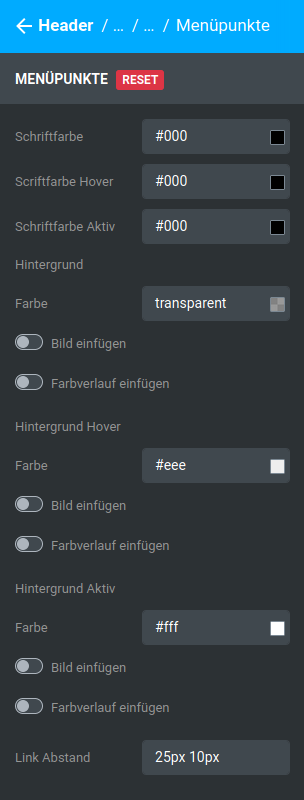 Header / ... / ... / Menüpunkte
MENÜPUNKTE RESET
Schriftfarbe #000
Scriftfarbe Hover #000
Schriftfarbe Aktiv #000
Hintergrund
Farbe transparent
Bild einfügen
Farbverlauf einfügen
Hintergrund Hover
Farbe #eee
Bild einfügen
Farbverlauf einfügen
Hintergrund Aktiv
Farbe #fff
Bild einfügen
Farbverlauf einfügen
Link Abstand 25px 10px